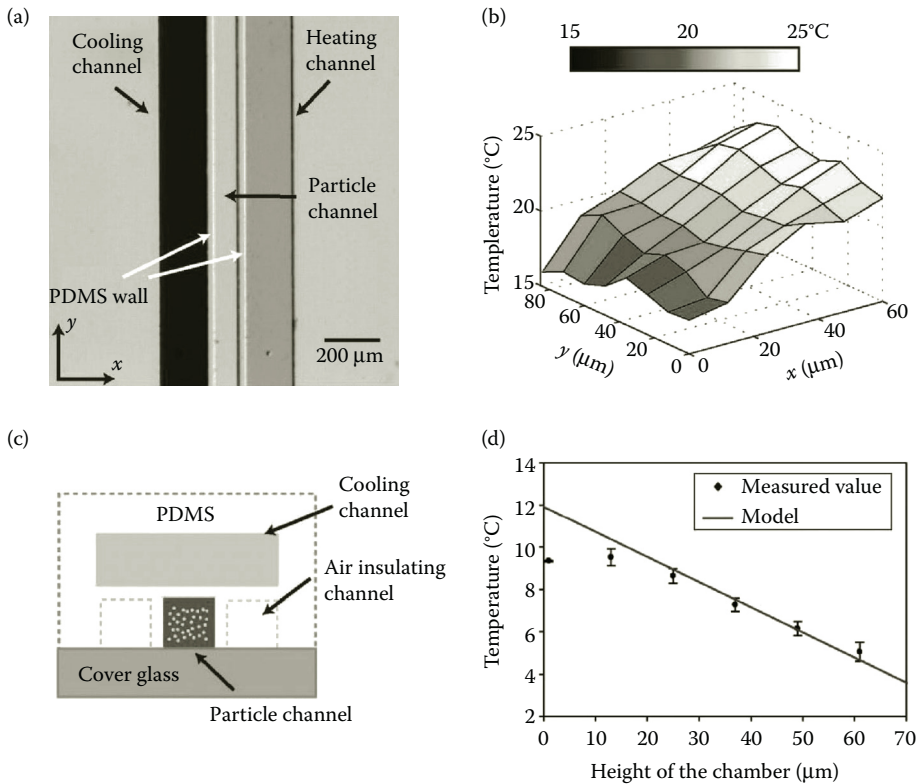 (a)
Cooling
channel
Heating
channel
Particle
channel
PDMS wall
y
x
200 μm
(b)
15
20
25°C
Templerature (°C)
25
20
15
80
60
40
20
0
y (μm)
0
20
40
60
x (μm)
(c)
PDMS
Cooling
channel
Air insulating
channel
Cover glass
Particle channel
(d)
Temperature (°C)
14
12
10
8
6
4
2
0
10
20
30
40
50
60
70
Height of the chamber (μm)
Measured value
Model